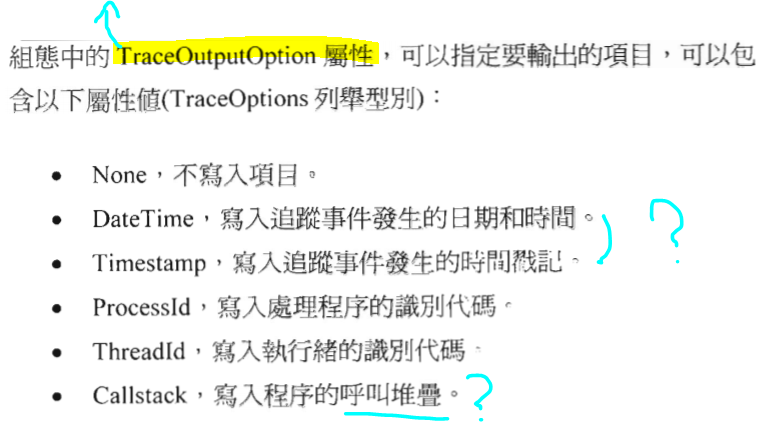 組態中的 TraceOutputOption 屬性，可以指定要輸出的項目，可以包
含以下屬性值(TraceOptions 列舉型別)：
• None，不寫入項目。
• DateTime，寫入追蹤事件發生的日期和時間。
• Timestamp，寫入追蹤事件發生的時間戳記。
?
• ProcessId，寫入處理程序的識別代碼。
• ThreadId，寫入執行緒的識別代碼。
• Callstack，寫入程序的呼叫堆疊。?